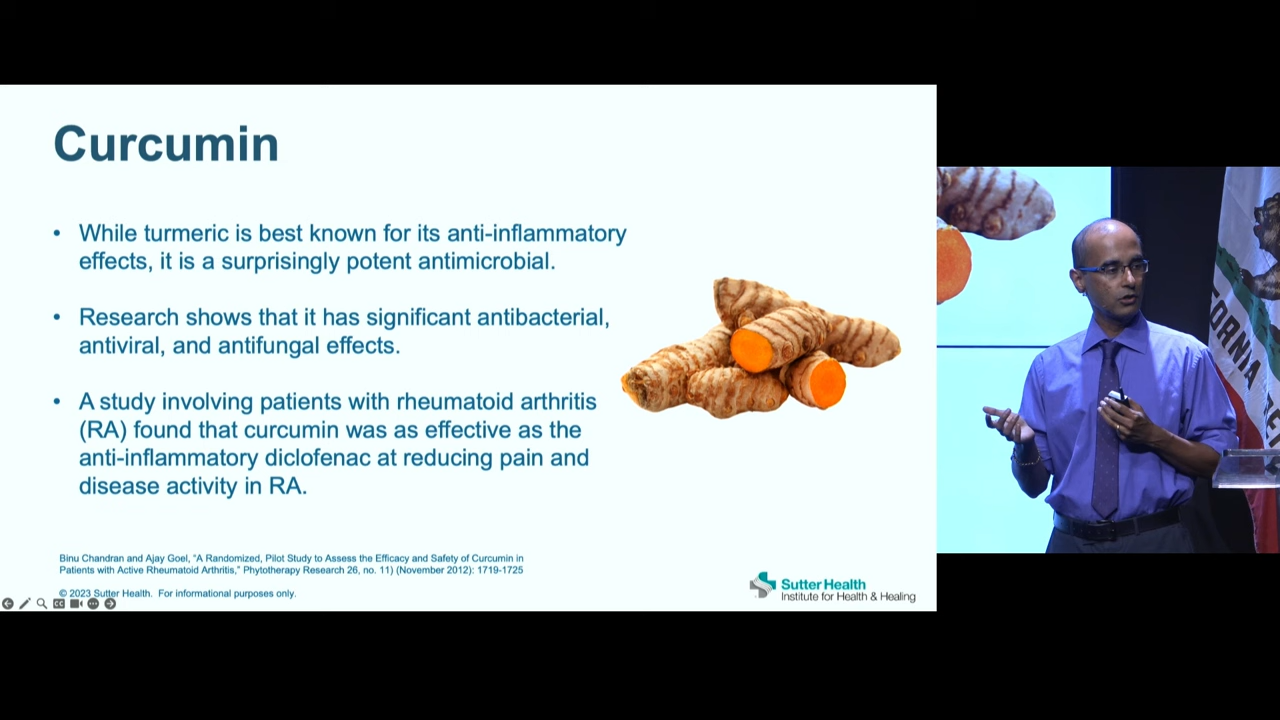 Curcumin
• While turmeric is best known for its anti-inflammatory
effects, it is a surprisingly potent antimicrobial.
• Research shows that it has significant antibacterial,
antiviral, and antifungal effects.
• A study involving patients with rheumatoid arthritis
(RA) found that curcumin was as effective as the
anti-inflammatory diclofenac at reducing pain and
disease activity in RA.
Binu Chandran and Ajay Goel, "A Randomized, Pilot Study to Assess the Efficacy and Safety of Curcumin in
Patients with Active Rheumatoid Arthritis," Phytotherapy Research 26, no. 11) (November 2012): 1719-1725
© 2023 Sutter Health. For informational purposes only.
Sutter Health
Institute for Health & Healing